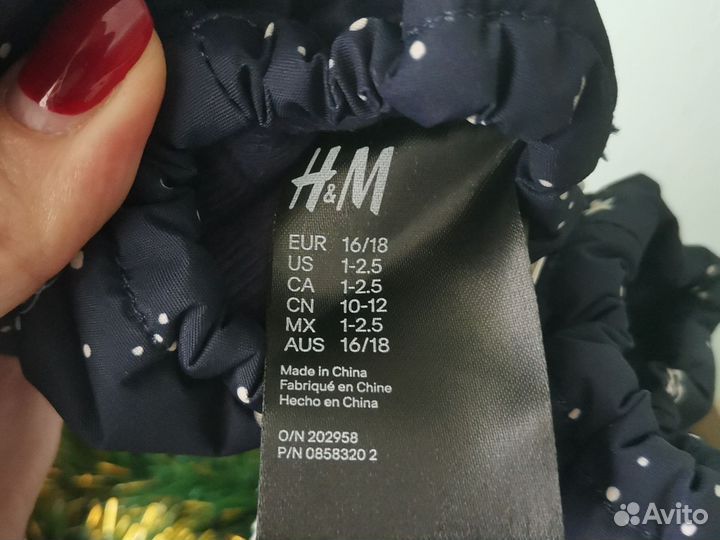 H&M
EUR 16/18
US 1-2.5
CA 1-2.5
CN 10-12
MX 1-2.5
AUS 16/18
Made in China
Fabriqué en Chine
Hecho en China
O/N 202958
P/N 0858320 2
Avito